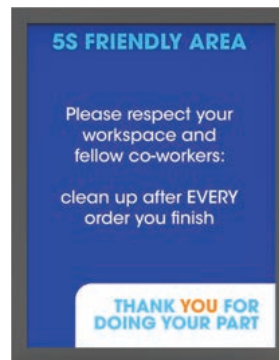 5S FRIENDLY AREA
Please respect your
workspace and
fellow co-workers:
clean up after EVERY
order you finish
THANK YOU FOR
DOING YOUR PART